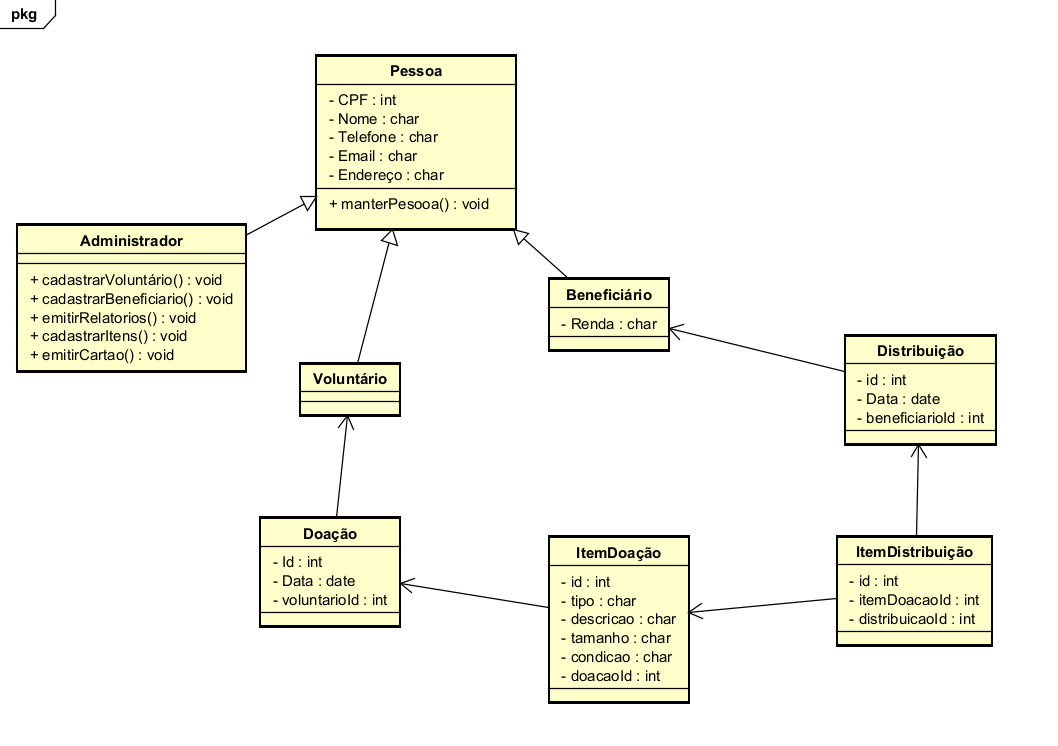 pkg
Pessoa
- CPF : int
- Nome : char
- Telefone : char
- Email : char
- Endereço : char
+ manterPesooa() : void
Administrador
+ cadastrarVoluntário() : void
+ cadastrarBeneficiario() : void
+ emitirRelatorios() : void
+ cadastrarItens() : void
+ emitirCartao() : void
Beneficiário
- Renda : char
Voluntário
Distribuição
- id : int
- Data : date
- beneficiarioId : int
Doação
- Id : int
- Data : date
- voluntarioId : int
ItemDoação
- id : int
- tipo : char
- descricao : char
- tamanho : char
- condicao : char
- doacaoId : int
ItemDistribuição
- id : int
- itemDoacaoId : int
- distribuicaoId : int